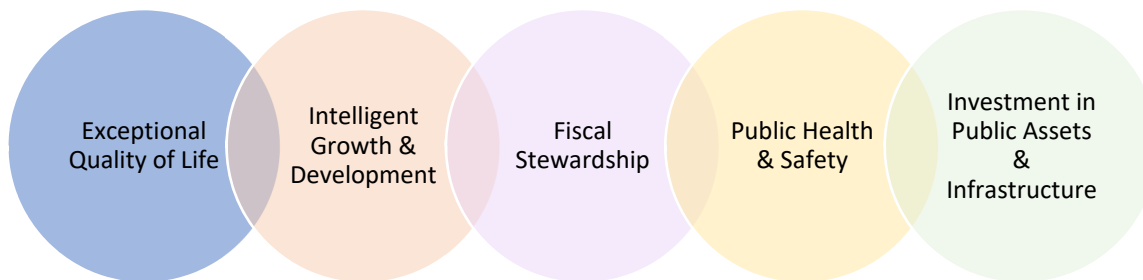 Exceptional
Quality of Life
Intelligent
Growth &
Development
Fiscal
Stewardship
Public Health
& Safety
Investment in
Public Assets
&
Infrastructure